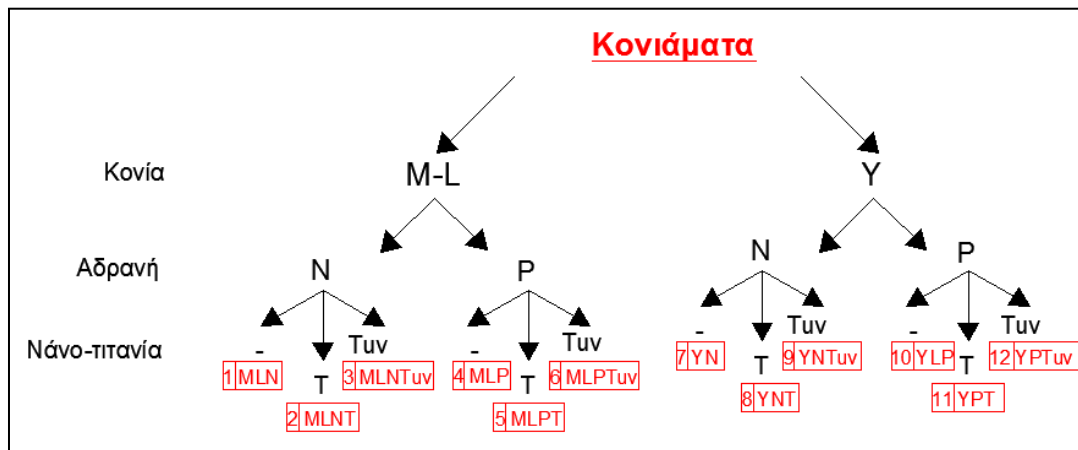 Κονιάματα
Κονία M-L Y
Αδρανή N P N P
Νάνο-τιτανία - T Tuv - T Tuv - T Tuv - T Tuv
1 MLN 3 MLNTuv 4 MLP 6 MLPTuv 7 YN 9 YNTuv 10 YLP 12 YPTuv
2 MLNT 5 MLPT 8 YNT 11 YPT